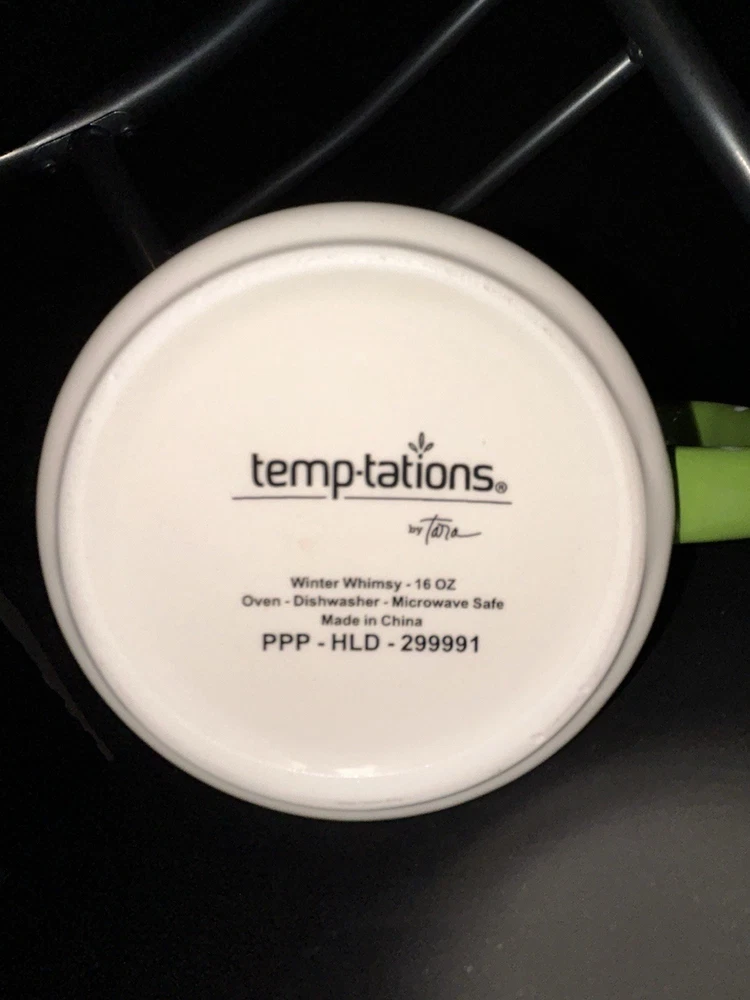 temp-tations®
by Tara
Winter Whimsy - 16 OZ
Oven - Dishwasher - Microwave Safe
Made in China
PPP - HLD - 299991